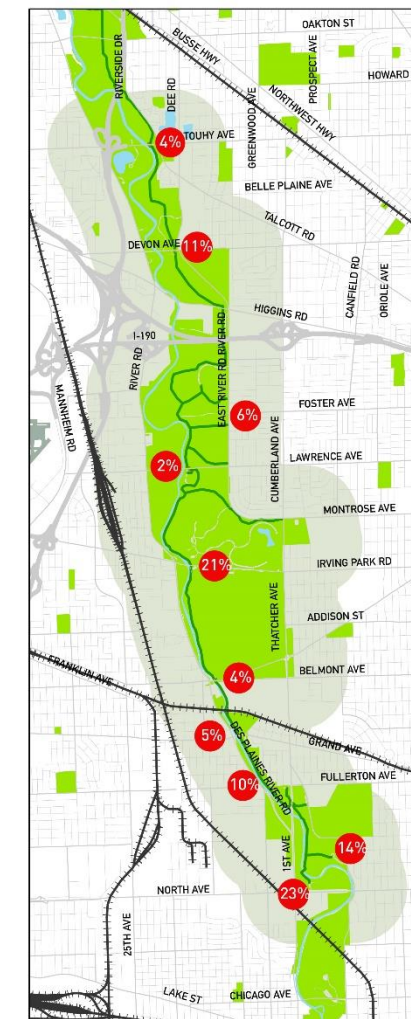 OAKTON ST
BUSSE HWY
PROSPECT AVE
RIVERSIDE DR
DEE RD
HOWARD
GREENWOOD AVE
NORTHWEST HWY
4%
TOUHY AVE
BELLE PLAINE AVE
TALCOTT RD
DEVON AVE
11%
CANFIELD RD
ORIOLE AVE
HIGGINS RD
I-190
RIVER RD
EAST RIVER RD RIVER RD
MANNHEIM RD
6%
FOSTER AVE
CUMBERLAND AVE
2%
LAWRENCE AVE
MONTROSE AVE
21%
IRVING PARK RD
THATCHER AVE
ADDISON ST
FRANKLIN AVE
4%
BELMONT AVE
5%
DES PLAINES RIVER RD
GRAND AVE
10%
FULLERTON AVE
1ST AVE
14%
NORTH AVE
23%
25TH AVE
LAKE ST
CHICAGO AVE